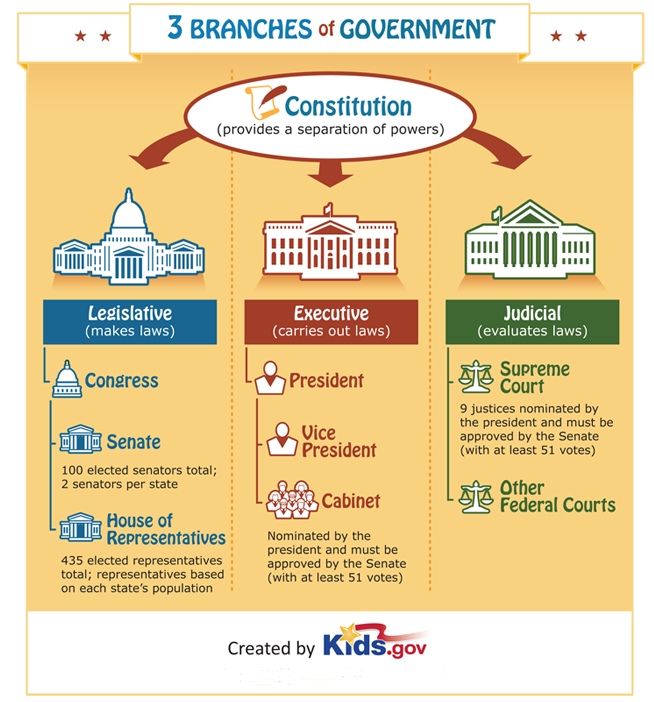 3 BRANCHES of GOVERNMENT
Constitution
(provides a separation of powers)
Legislative
(makes laws)
Congress
Senate
100 elected senators total;
2 senators per state
House of
Representatives
435 elected representatives
total; representatives based
on each state's population
Executive
(carries out laws)
President
Vice
President
Cabinet
Nominated by the
president and must be
approved by the Senate
(with at least 51 votes)
Judicial
(evaluates laws)
Supreme
Court
9 justices nominated by
the president and must be
approved by the Senate
(with at least 51 votes)
Other
Federal Courts
Created by Kids.gov